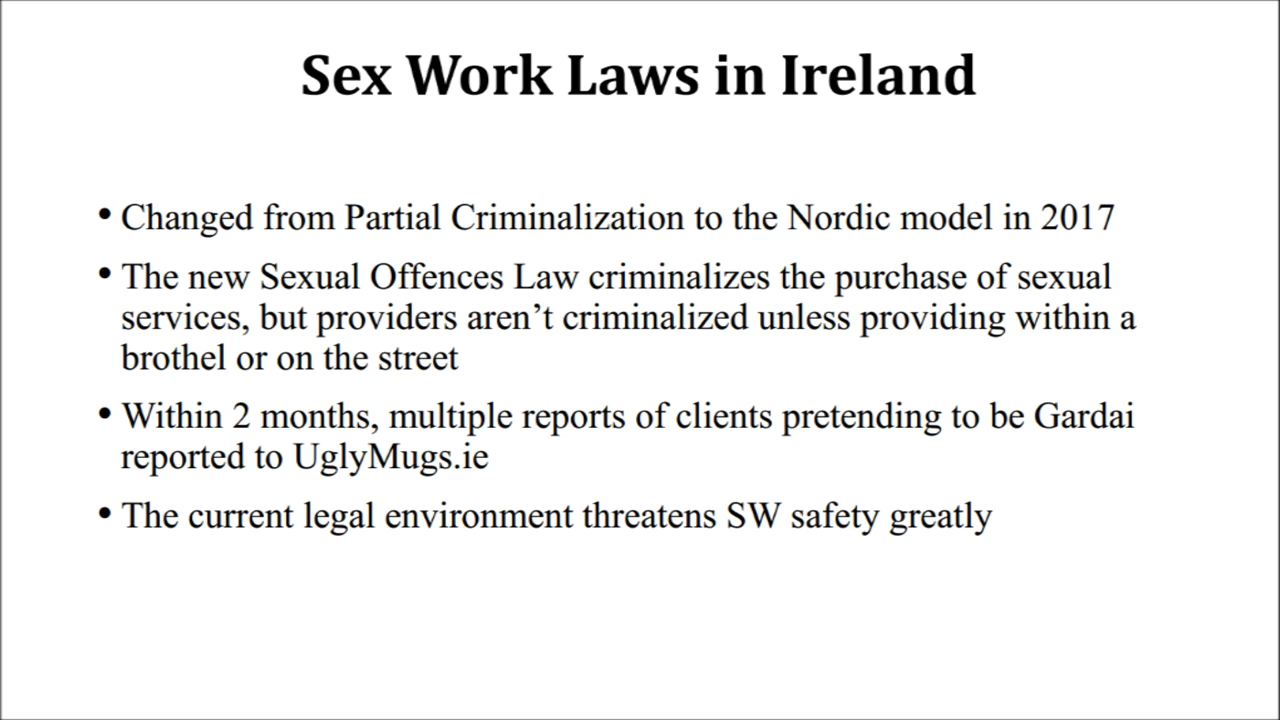 Sex Work Laws in Ireland
• Changed from Partial Criminalization to the Nordic model in 2017
• The new Sexual Offences Law criminalizes the purchase of sexual
services, but providers aren’t criminalized unless providing within a
brothel or on the street
• Within 2 months, multiple reports of clients pretending to be Gardai
reported to UglyMugs.ie
• The current legal environment threatens SW safety greatly